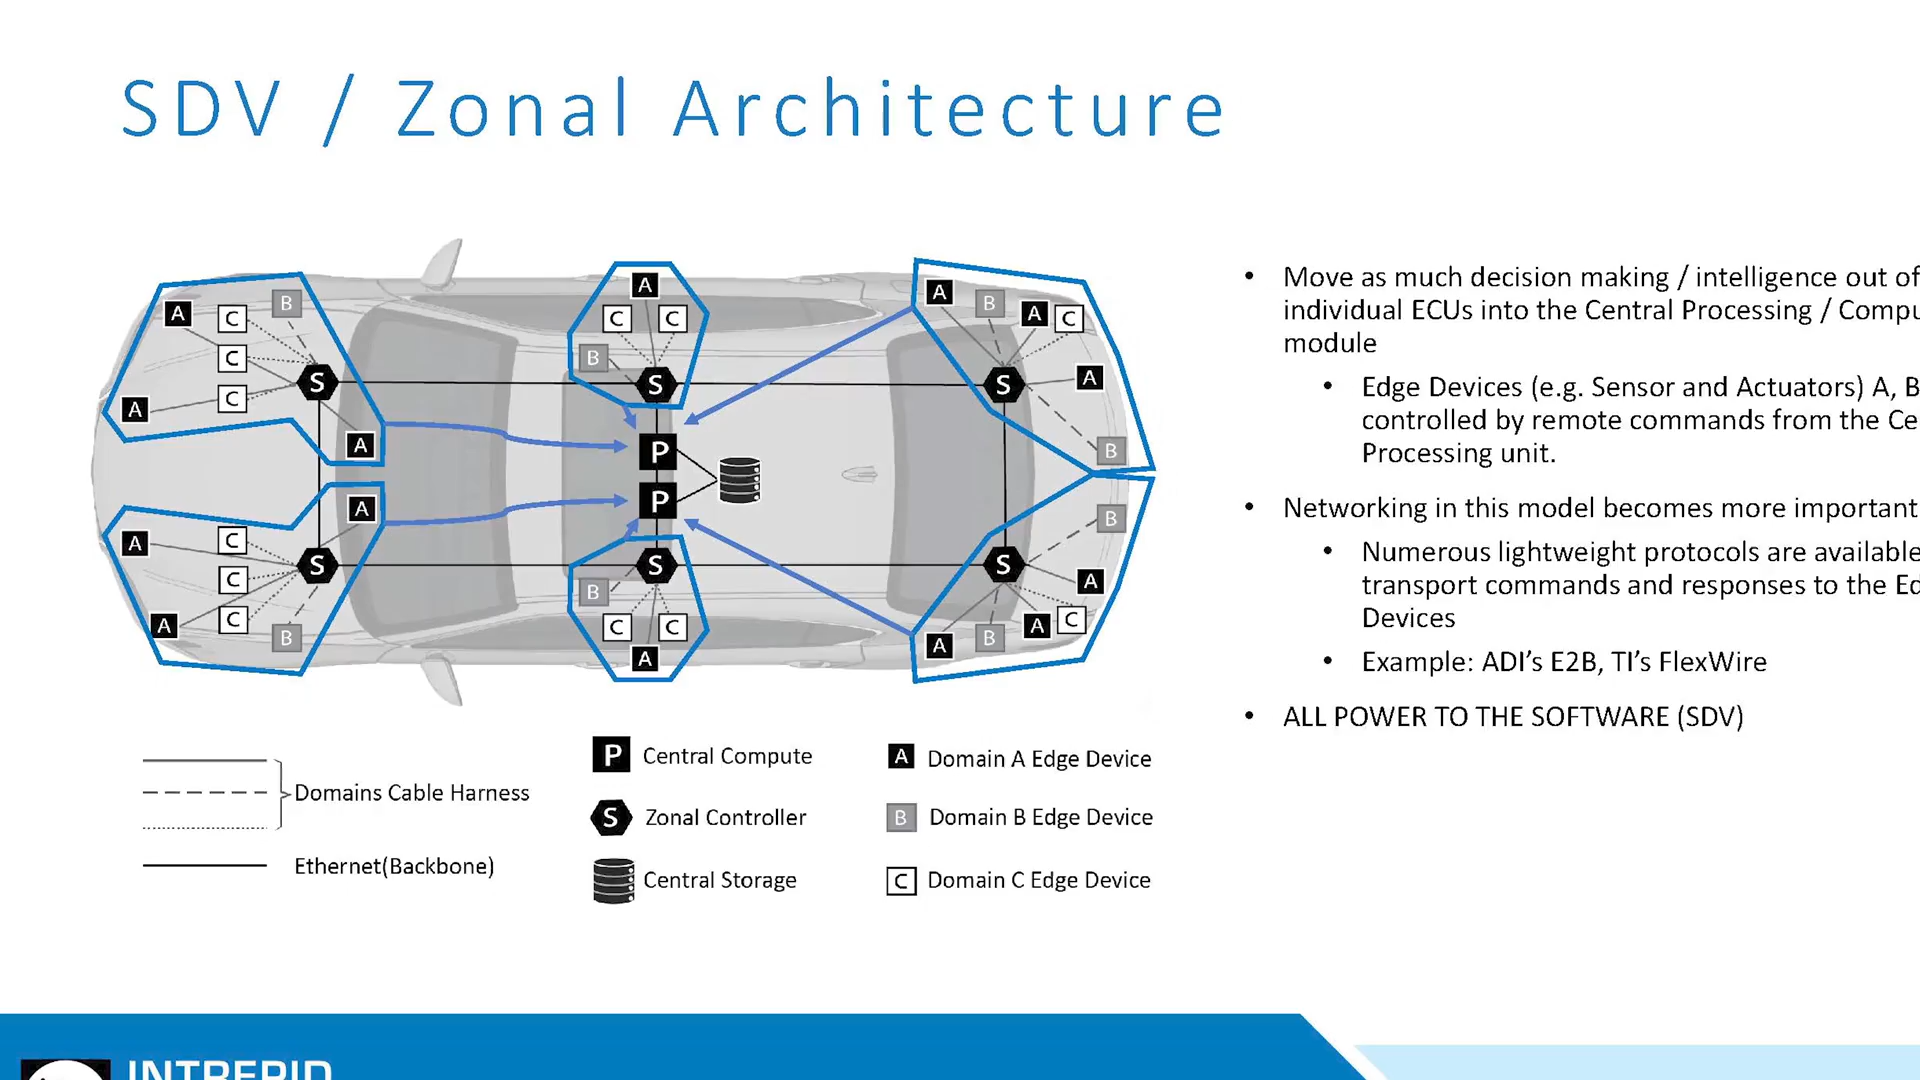 SDV / Zonal Architecture
• Move as much decision making / intelligence out of
individual ECUs into the Central Processing /
module
• Edge Devices (e.g. Sensor and Actuators) A, B
controlled by remote commands from the
Processing unit.
• Networking in this model becomes more important
• Numerous lightweight protocols are available
transport commands and responses to the
Devices
• Example: ADI’s E2B, TI’s FlexWire
• ALL POWER TO THE SOFTWARE (SDV)
A
C
B
C
S
C
A
A
A
C
C
B
S
A
B
A
C
A
S
B
P
P
A
A
C
C
C
S
B
A
B
S
C
C
A
B
S
A
C
A
B
A
Domains Cable Harness
Ethernet(Backbone)
P Central Compute
S Zonal Controller
Central Storage
A Domain A Edge Device
B Domain B Edge Device
C Domain C Edge Device
INTREPID